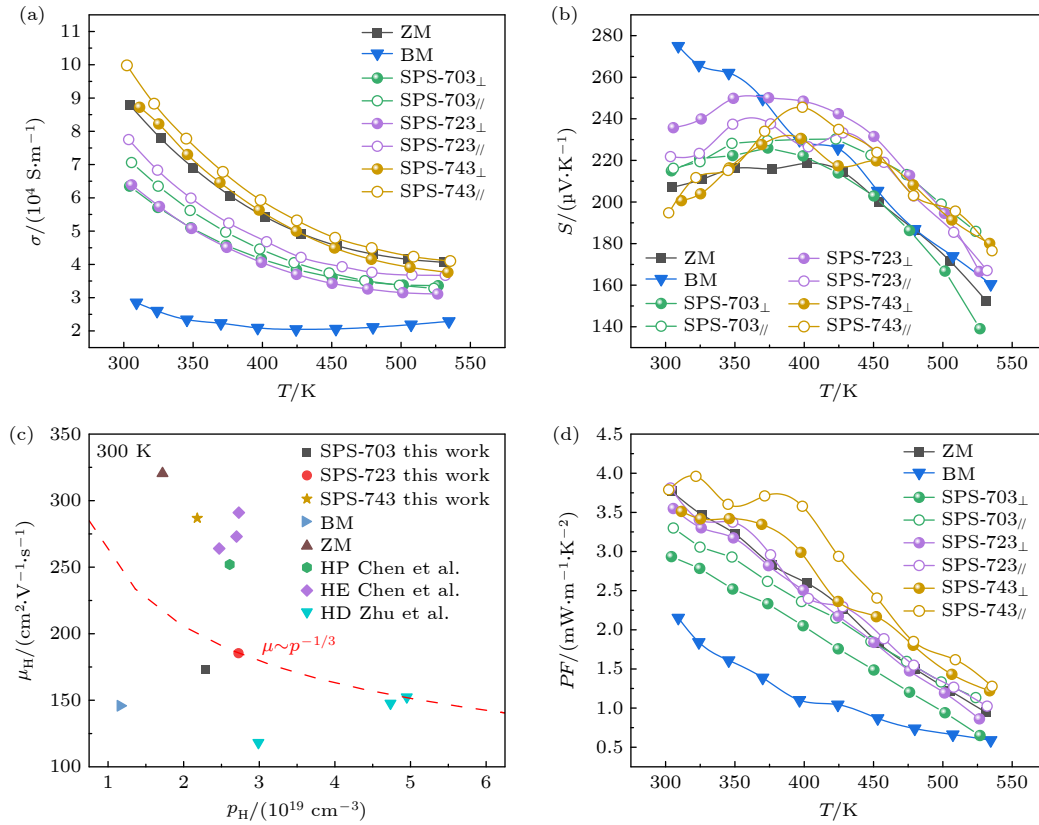 (a)
11
10
9
8
7
6
5
4
3
2
σ/(10⁴ S·m⁻¹)
300 350 400 450 500 550
T/K
ZM
BM
SPS-703⊥
SPS-703//
SPS-723⊥
SPS-723//
SPS-743⊥
SPS-743//
(b)
280
260
240
220
200
180
160
140
S/(µV·K⁻¹)
300 350 400 450 500 550
T/K
ZM
BM
SPS-703⊥
SPS-703//
SPS-723⊥
SPS-723//
SPS-743⊥
SPS-743//
(c)
350
300
250
200
150
100
μH/(cm²·V⁻¹·s⁻¹)
300 K
SPS-703 this work
SPS-723 this work
SPS-743 this work
BM
ZM
HP Chen et al.
HE Chen et al.
HD Zhu et al.
μ~p⁻¹/³
1 2 3 4 5 6
pH/(10¹⁹ cm⁻³)
(d)
4.5
4.0
3.5
3.0
2.5
2.0
1.5
1.0
0.5
PF/(mW·m⁻¹·K⁻²)
300 350 400 450 500 550
T/K
ZM
BM
SPS-703⊥
SPS-703//
SPS-723⊥
SPS-723//
SPS-743⊥
SPS-743//